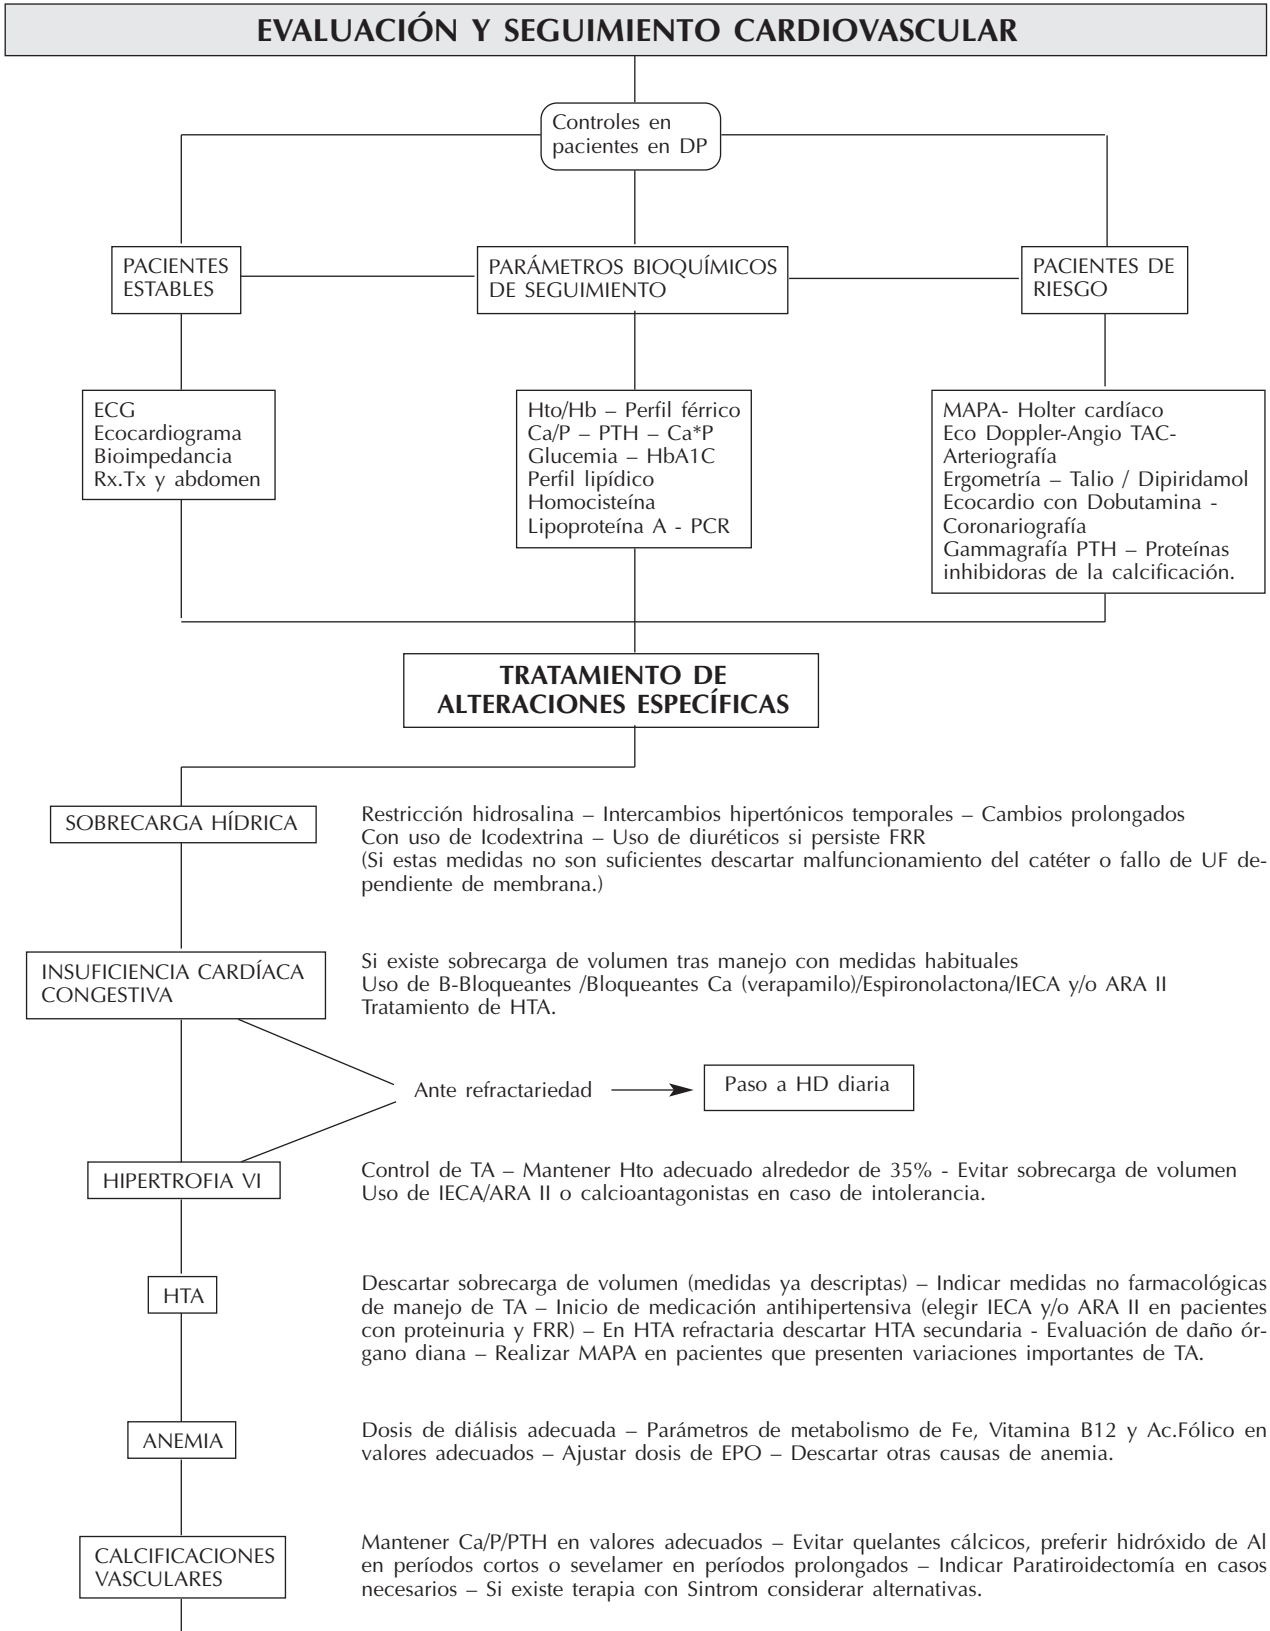 EVALUACIÓN Y SEGUIMIENTO CARDIOVASCULAR
Controles en
pacientes en DP
PACIENTES
ESTABLES
PARÁMETROS BIOQUÍMICOS
DE SEGUIMIENTO
PACIENTES DE
RIESGO
ECG
Ecocardiograma
Bioimpedancia
Rx.Tx y abdomen
Hto/Hb – Perfil férrico
Ca/P – PTH – Ca*P
Glucemia – HbA1C
Perfil lipídico
Homocisteína
Lipoproteína A - PCR
MAPA- Holter cardíaco
Eco Doppler-Angio TAC-
Arteriografía
Ergometría – Talio / Dipiridamol
Ecocardio con Dobutamina -
Coronariografía
Gammagrafía PTH – Proteínas
inhibidoras de la calcificación.
TRATAMIENTO DE
ALTERACIONES ESPECÍFICAS
SOBRECARGA HÍDRICA
Restricción hidrosalina – Intercambios hipertónicos temporales – Cambios prolongados
Con uso de Icodextrina – Uso de diuréticos si persiste FRR
(Si estas medidas no son suficientes descartar malfuncionamiento del catéter o fallo de UF de-
pendiente de membrana.)
INSUFICIENCIA CARDÍACA
CONGESTIVA
Si existe sobrecarga de volumen tras manejo con medidas habituales
Uso de B-Bloqueantes /Bloqueantes Ca (verapamilo)/Espironolactona/IECA y/o ARA II
Tratamiento de HTA.
Ante refractariedad
Paso a HD diaria
HIPERTROFIA VI
Control de TA – Mantener Hto adecuado alrededor de 35% - Evitar sobrecarga de volumen
Uso de IECA/ARA II o calcioantagonistas en caso de intolerancia.
HTA
Descartar sobrecarga de volumen (medidas ya descriptas) – Indicar medidas no farmacológicas
de manejo de TA – Inicio de medicación antihipertensiva (elegir IECA y/o ARA II en pacientes
con proteinuria y FRR) – En HTA refractaria descartar HTA secundaria - Evaluación de daño ór-
gano diana – Realizar MAPA en pacientes que presenten variaciones importantes de TA.
ANEMIA
Dosis de diálisis adecuada – Parámetros de metabolismo de Fe, Vitamina B12 y Ac.Fólico en
valores adecuados – Ajustar dosis de EPO – Descartar otras causas de anemia.
CALCIFICACIONES
VASCULARES
Mantener Ca/P/PTH en valores adecuados – Evitar quelantes cálcicos, preferir hidróxido de Al
en períodos cortos o sevelamer en períodos prolongados – Indicar Paratiroidectomía en casos
necesarios – Si existe terapia con Sintrom considerar alternativas.